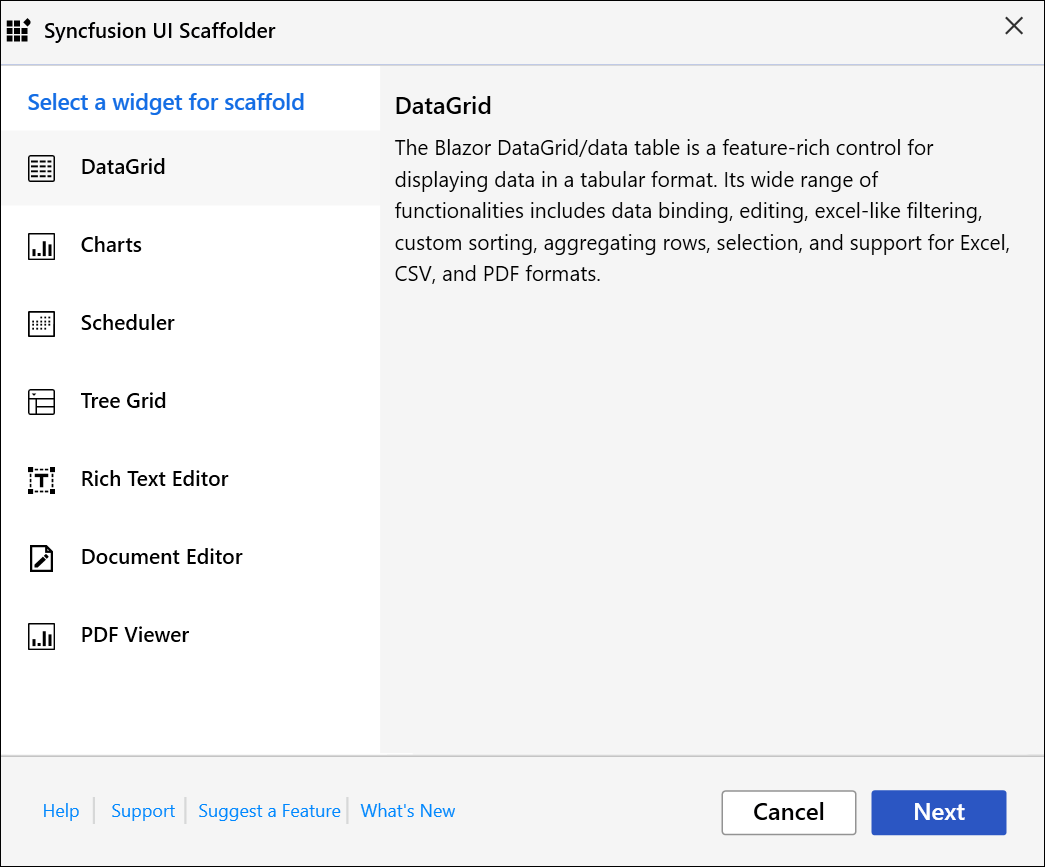 Syncfusion UI Scaffolder
Select a widget for scaffold
DataGrid
Charts
Scheduler
Tree Grid
Rich Text Editor
Document Editor
PDF Viewer
DataGrid
The Blazor DataGrid/data table is a feature-rich control for
displaying data in a tabular format. Its wide range of
functionalities includes data binding, editing, excel-like filtering,
custom sorting, aggregating rows, selection, and support for Excel,
CSV, and PDF formats.
Help Support Suggest a Feature What's New
Cancel Next